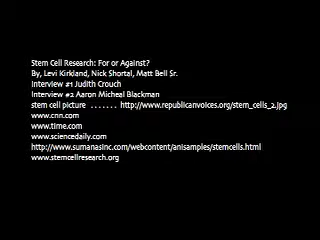 Stem Cell Research: For or Against?
By, Levi Kirkland, Nick Shortal, Matt Bell Sr.
Interview #1 Judith Crouch
Interview #2 Aaron Micheal Blackman
stem cell picture ....... http://www.republicanvoices.org/stem_cells_2.jpg
www.cnn.com
www.time.com
www.sciencedaily.com
http://www.sumanasinc.com/webcontent/anisamples/stemcells.html
www.stemcellresearch.org